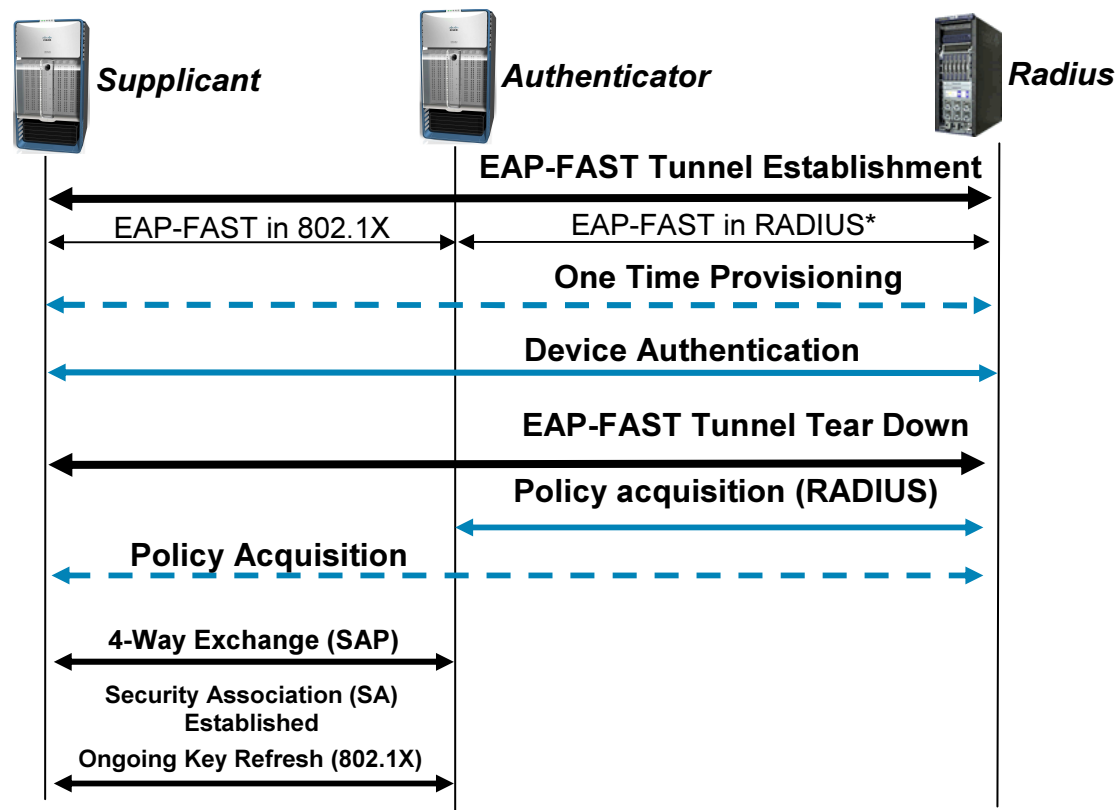 Supplicant
Authenticator
Radius
EAP-FAST Tunnel Establishment
EAP-FAST in 802.1X
EAP-FAST in RADIUS*
One Time Provisioning
Device Authentication
EAP-FAST Tunnel Tear Down
Policy acquisition (RADIUS)
Policy Acquisition
4-Way Exchange (SAP)
Security Association (SA)
Established
Ongoing Key Refresh (802.1X)